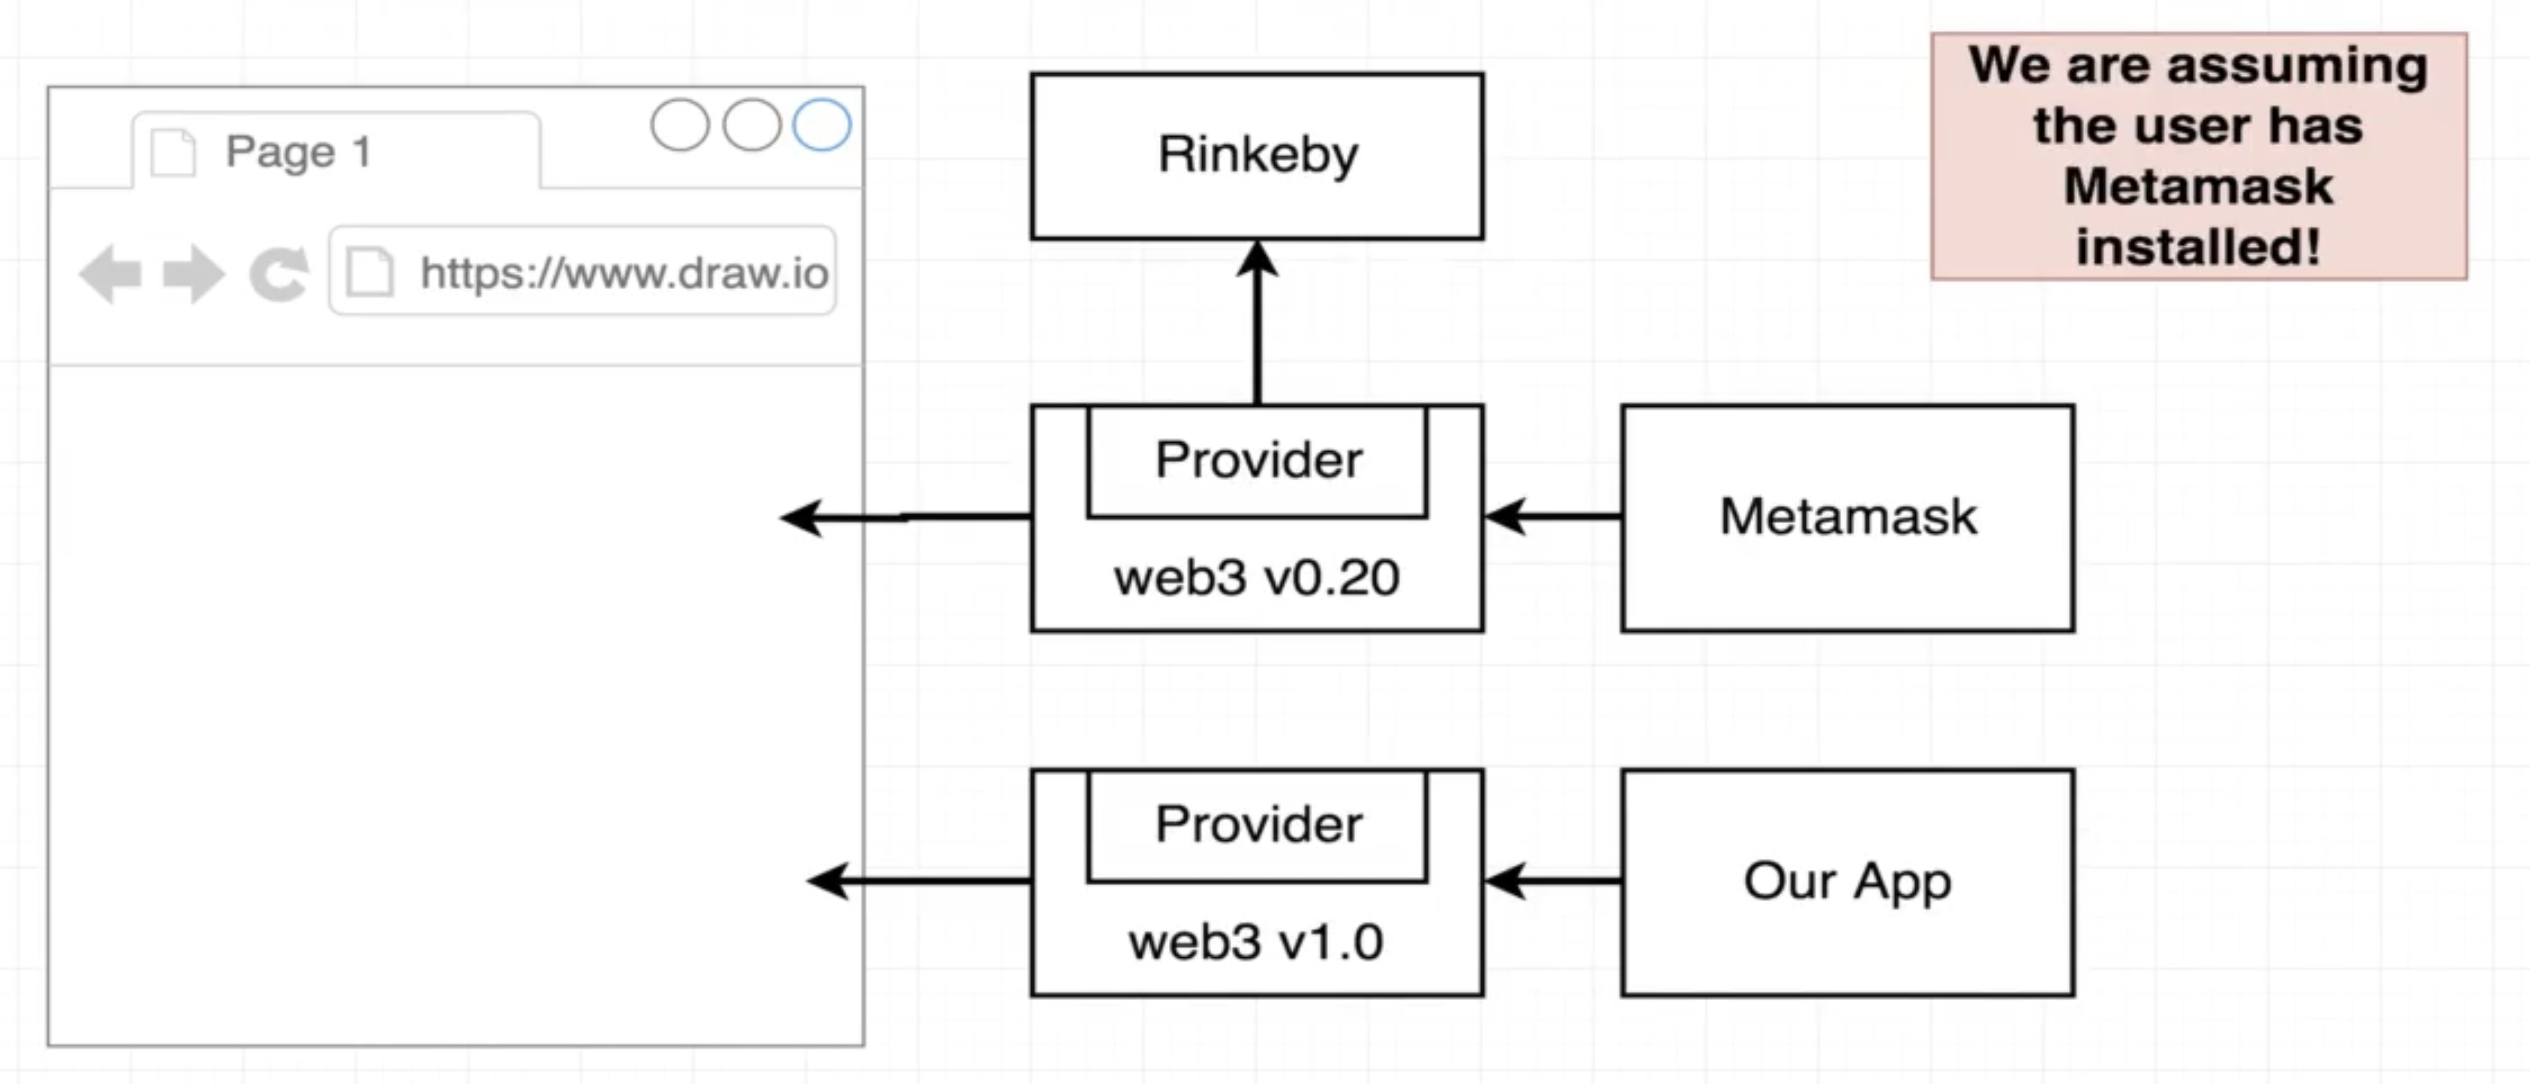 Page 1
https://www.draw.io
Rinkeby
We are assuming
the user has
Metamask
installed!
Provider
web3 v0.20
Metamask
Provider
web3 v1.0
Our App